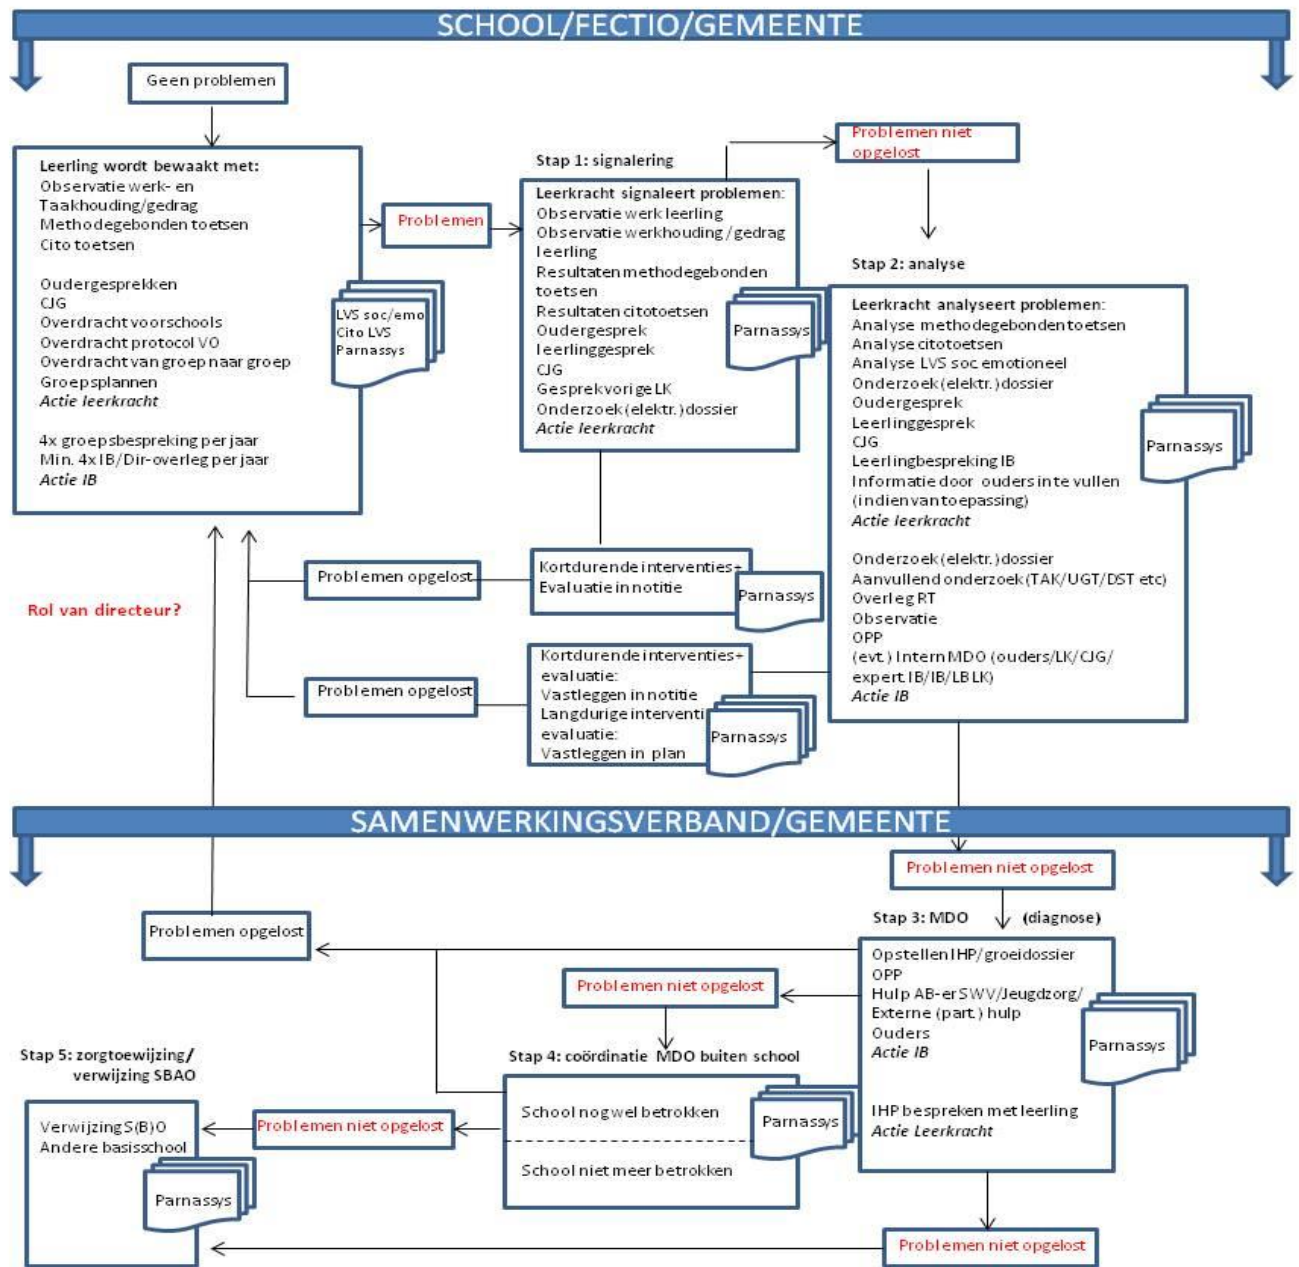 SCHOOL/FECTIO/GEMEENTE
Geen problemen
Leerling wordt bewaakt met:
Observatie werk- en
Taakhouding/gedrag
Methodegebonden toetsen
Cito toetsen
Oudergesprekken
CJG
Overdracht voorschools
Overdracht protocol VO
Overdracht van groep naar groep
Groepsplannen
Actie leerkracht
4x groepsbespreking per jaar
Min. 4x IB/Dir-overleg per jaar
Actie IB
LVS soc/emo
Cito LVS
Parnassys
Problemen
Stap 1: signalering
Leerkracht signaleert problemen:
Observatie werk leerling
Observatie werkhouding /gedrag
leerling
Resultaten methodegebonden
toetsen
Resultaten citotoetsen
Oudergesprek
leerlinggesprek
CJG
Gesprek vorige LK
Onderzoek (elektr.) dossier
Actie leerkracht
Parnassys
Problemen niet
opgelost
Stap 2: analyse
Leerkracht analyseert problemen:
Analyse methodegebonden toetsen
Analyse citotoetsen
Analyse LVS soc emotioneel
Onderzoek (elektr.) dossier
Oudergesprek
Leerlinggesprek
CJG
Leerlingbespreking IB
Informatie door ouders in te vullen
(indien van toepassing)
Actie leerkracht
Onderzoek (elektr.) dossier
Aanvullend onderzoek (TAK/UGT/DST etc)
Overleg RT
Observatie
OPP
(evt.) Intern MDO (ouders/LK/CJG/
expert. IB/IB/LB LK)
Actie IB
Parnassys
Problemen opgelost
Kortdurende interventies+
Evaluatie in notitie
Parnassys
Rol van directeur?
Problemen opgelost
Kortdurende interventies+
evaluatie:
Vastleggen in notitie
Langdurige interventi
evaluatie:
Vastleggen in plan
Parnassys
SAMENWERKINGSVERBAND/GEMEENTE
Problemen niet opgelost
Stap 3: MDO (diagnose)
Opstellen IHP/groeidossier
OPP
Hulp AB-er SWV/Jeugdzorg/
Externe (part.) hulp
Ouders
Actie IB
IHP bespreken met leerling
Actie Leerkracht
Parnassys
Problemen opgelost
Problemen niet opgelost
Stap 4: coördinatie MDO buiten school
School nog wel betrokken
School niet meer betrokken
Parnassys
Problemen niet opgelost
Stap 5: zorgtoewijzing/
verwijzing SBAO
Verwijzing S(B)O
Andere basisschool
Parnassys
Problemen niet opgelost